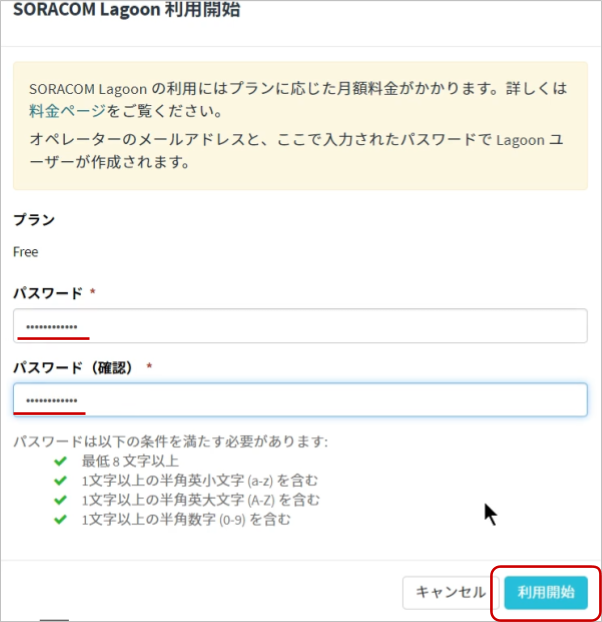 SORACOM Lagoon 利用開始
SORACOM Lagoon の利用にはプランに応じた月額料金がかかります。詳しくは
料金ページをご覧ください。
オペレーターのメールアドレスと、ここで入力されたパスワードで Lagoon ユ
ーザーが作成されます。
プラン
Free
パスワード *
••••••••••••
パスワード（確認） *
••••••••••••
パスワードは以下の条件を満たす必要があります:
最低 8 文字以上
1文字以上の半角英小文字 (a-z) を含む
1文字以上の半角英大文字 (A-Z) を含む
1文字以上の半角数字 (0-9) を含む
キャンセル 利用開始